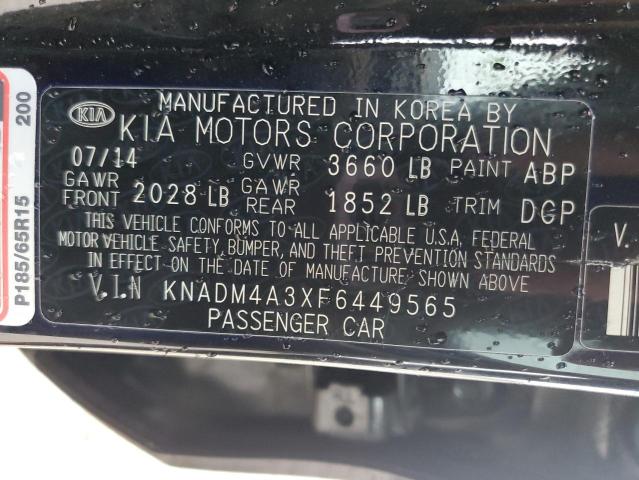 MANUFACTURED IN KOREA BY
KIA KIA MOTORS CORPORATION
07/14 GVWR 3660 LB PAINT ABP
GAWR FRONT 2028 LB GAWR REAR 1852 LB TRIM DGP
THIS VEHICLE CONFORMS TO ALL APPLICABLE U.S.A. FEDERAL
MOTOR VEHICLE SAFETY, BUMPER, AND THEFT PREVENTION STANDARDS
IN EFFECT ON THE DATE OF MANUFACTURE SHOWN ABOVE
V.I.N KNADM4A3XF6449565
PASSENGER CAR
P185/65R15 200
V.